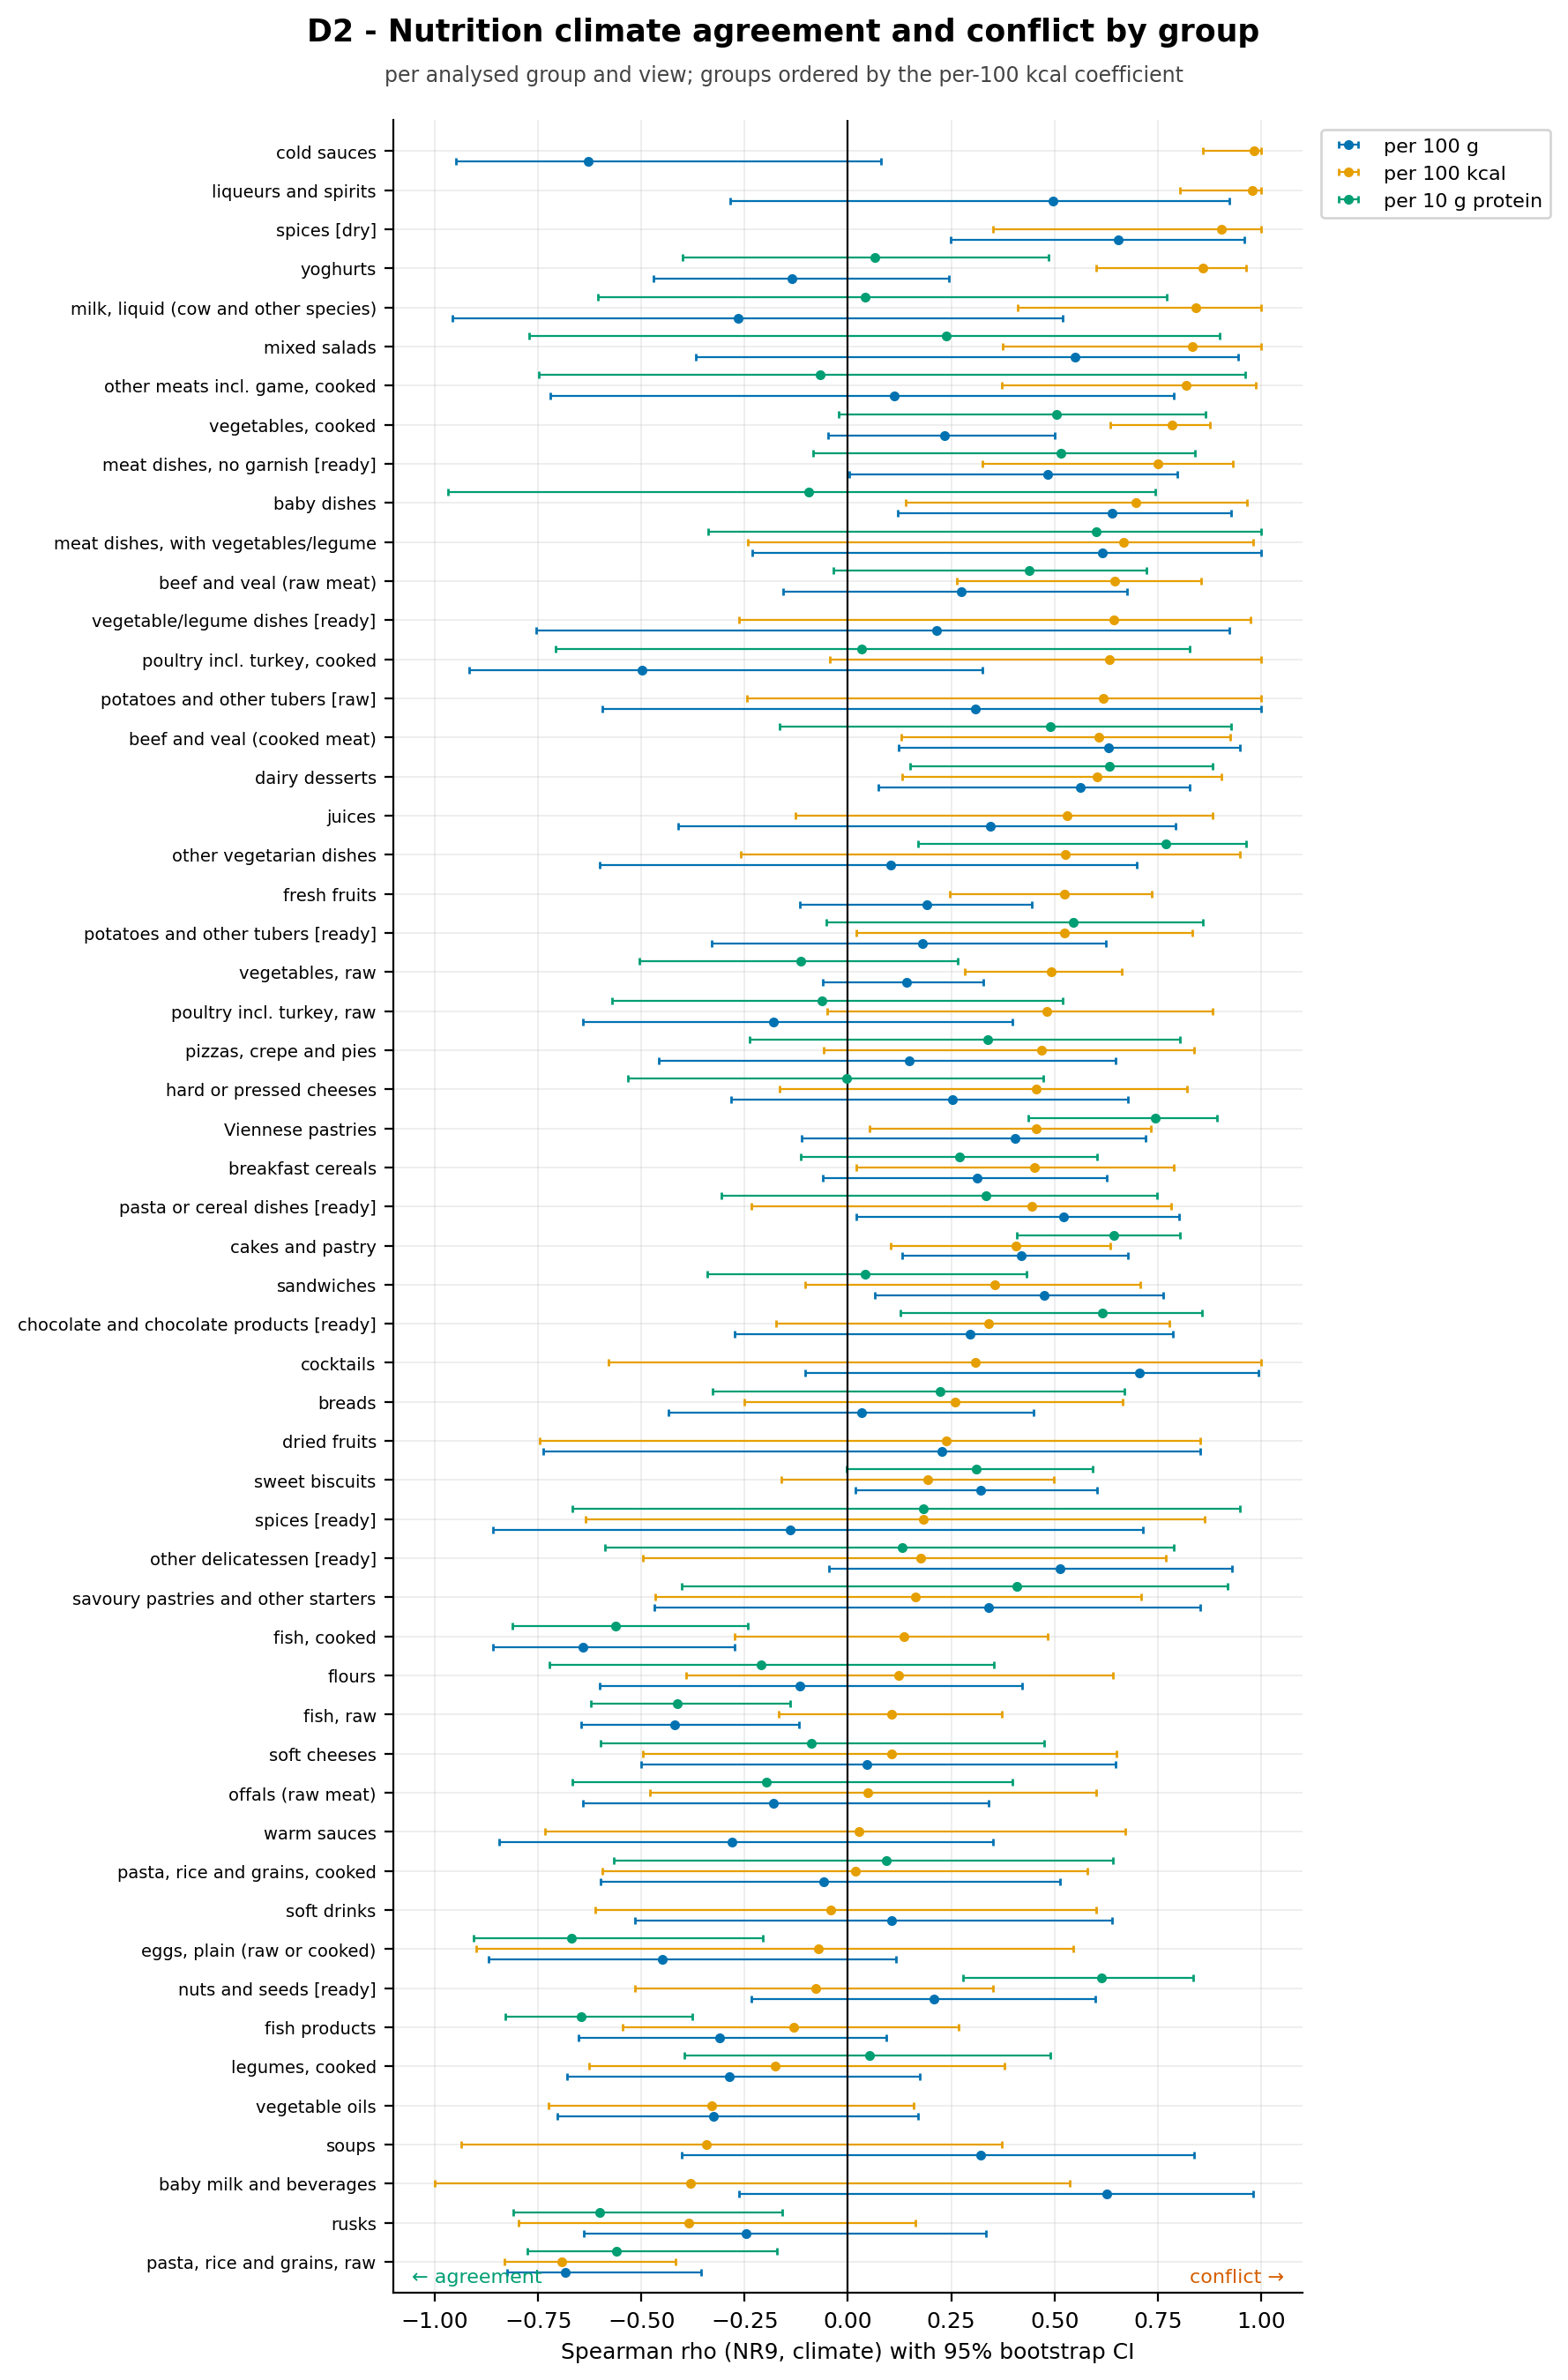 D2 - Nutrition climate agreement and conflict by group
per analysed group and view; groups ordered by the per-100 kcal coefficient
per 100 g
per 100 kcal
per 10 g protein
cold sauces
liqueurs and spirits
spices [dry]
yoghurts
milk, liquid (cow and other species)
mixed salads
other meats incl. game, cooked
vegetables, cooked
meat dishes, no garnish [ready]
baby dishes
meat dishes, with vegetables/legume
beef and veal (raw meat)
vegetable/legume dishes [ready]
poultry incl. turkey, cooked
potatoes and other tubers [raw]
beef and veal (cooked meat)
dairy desserts
juices
other vegetarian dishes
fresh fruits
potatoes and other tubers [ready]
vegetables, raw
poultry incl. turkey, raw
pizzas, crepe and pies
hard or pressed cheeses
Viennese pastries
breakfast cereals
pasta or cereal dishes [ready]
cakes and pastry
sandwiches
chocolate and chocolate products [ready]
cocktails
breads
dried fruits
sweet biscuits
spices [ready]
other delicatessen [ready]
savoury pastries and other starters
fish, cooked
flours
fish, raw
soft cheeses
offals (raw meat)
warm sauces
pasta, rice and grains, cooked
soft drinks
eggs, plain (raw or cooked)
nuts and seeds [ready]
fish products
legumes, cooked
vegetable oils
soups
baby milk and beverages
rusks
pasta, rice and grains, raw
← agreement conflict →
−1.00 −0.75 −0.50 −0.25 0.00 0.25 0.50 0.75 1.00
Spearman rho (NR9, climate) with 95% bootstrap CI